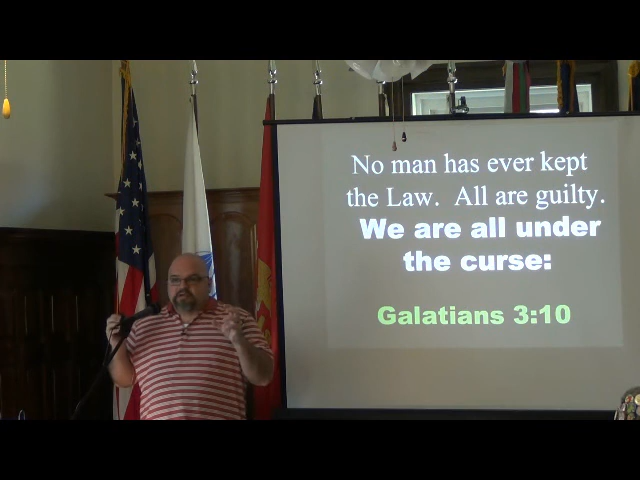 No man has ever kept
the Law.  All are guilty.
We are all under
the curse:
Galatians 3:10